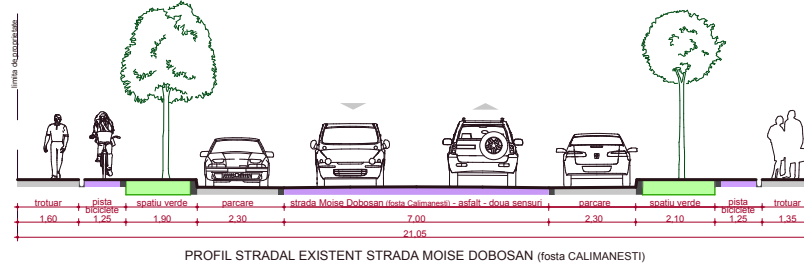 limita de proprietate
trotuar
pista biciclete
spatiu verde
parcare
strada Moise Dobosan (fosta Calimanesti) - asfalt - doua sensuri
parcare
spatiu verde
pista biciclete
trotuar
1,60
1,25
1,90
2,30
7,00
2,30
2,10
1,25
1,35
21,05
PROFIL STRADAL EXISTENT STRADA MOISE DOBOSAN (fosta CALIMANESTI)